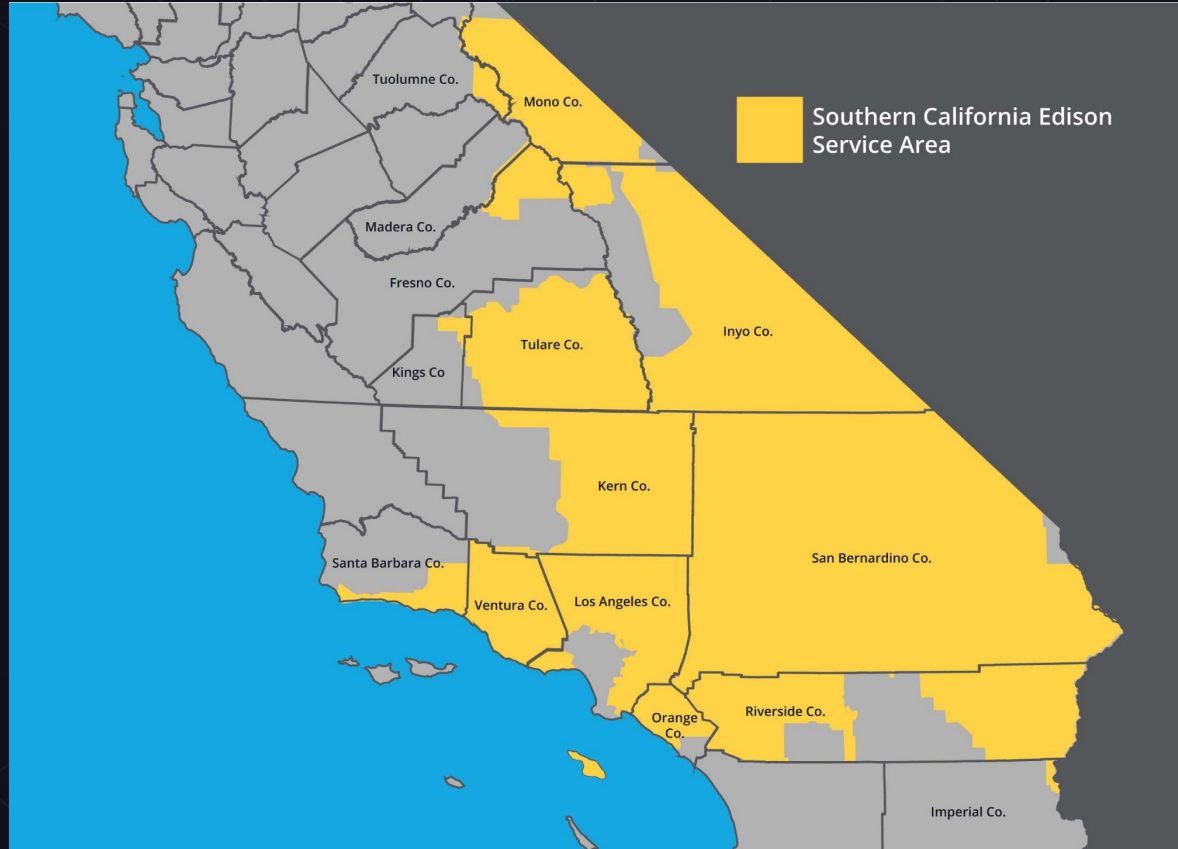 Tuolumne Co.
Mono Co.
Southern California Edison
Service Area
Madera Co.
Fresno Co.
Inyo Co.
Tulare Co.
Kings Co
Kern Co.
San Bernardino Co.
Santa Barbara Co.
Ventura Co.
Los Angeles Co.
Riverside Co.
Orange
Co.
Imperial Co.